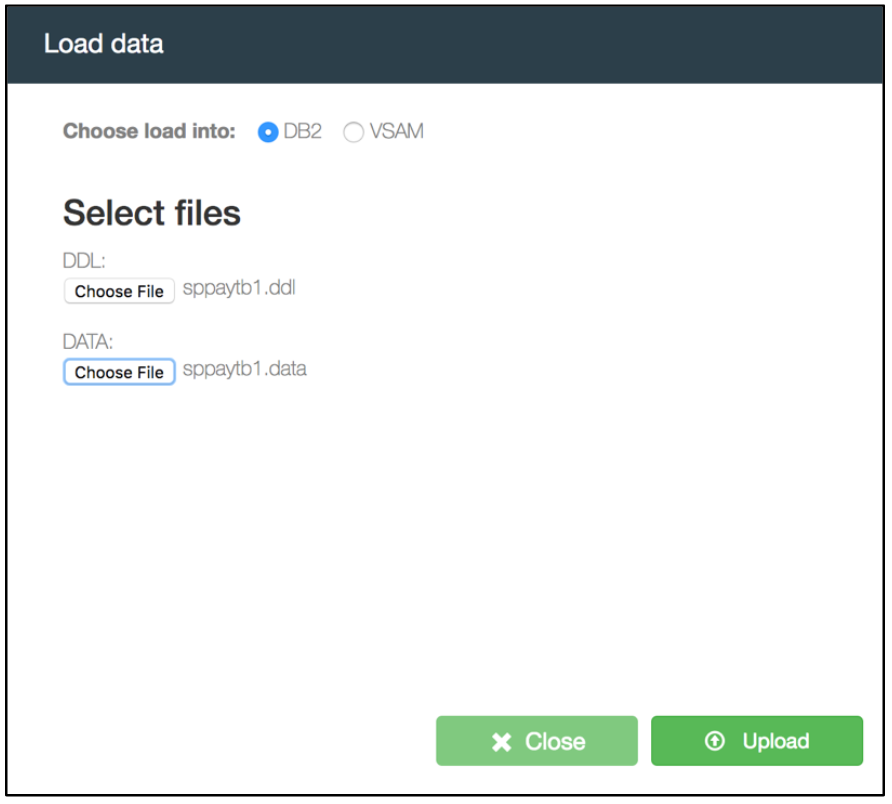 Load data
Choose load into: DB2 VSAM
Select files
DDL:
Choose File sppaytb1.ddl
DATA:
Choose File sppaytb1.data
Close Upload